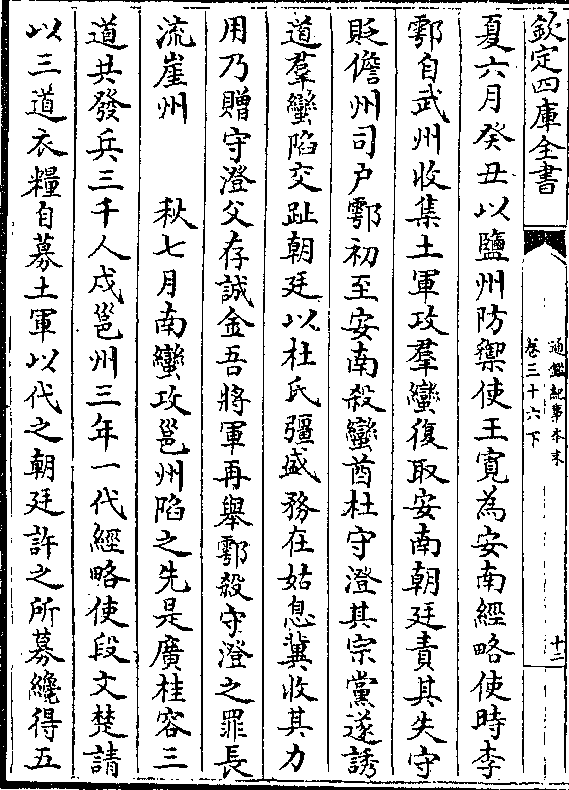 欽定四庫全書
通鑑紀事本末
卷三十六下
十二
夏六月癸丑以鹽州防禦使王寛為安南經略使時李
鄠自武州收集土軍攻羣蠻復取安南朝廷責其失守
貶儋州司户鄠初至安南殺蠻酋杜守澄其宗黨遂誘
道羣蠻陷交趾朝廷以杜氏彊盛務在姑息冀收其力
用乃贈守澄父存誠金吾將軍再舉鄠殺守澄之罪長
流崖州　秋七月南蠻攻邕州陷之先是廣桂容三
道共發兵三千人戍邕州三年一代經略使段文楚請
以三道衣糧自募土軍以代之朝廷許之所募纔得五